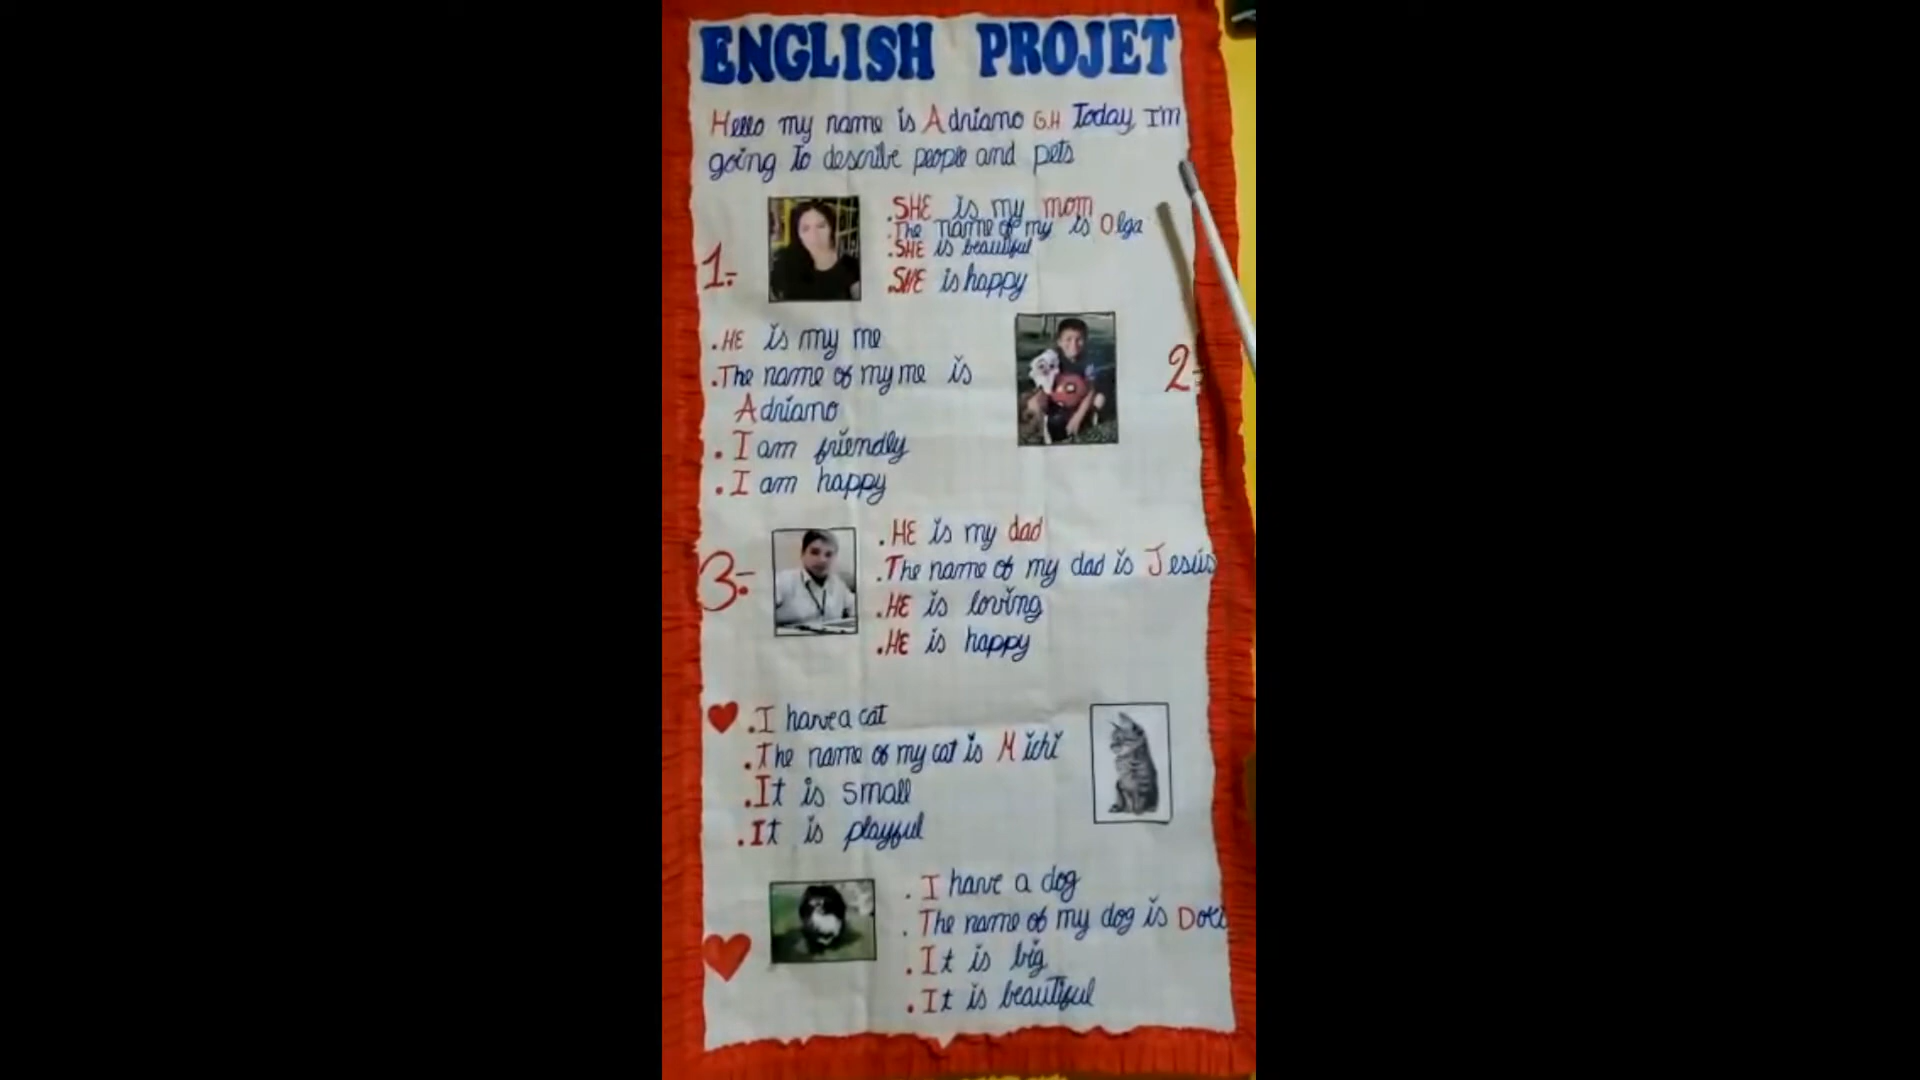 ENGLISH PROJET
Hello my name is Adriano G.H Today, I'm
going to describe people and pets
1-.
.SHE is my mom
.The name of my is Olga
.SHE is beautiful
.SHE is happy
2-
.HE is my me
.The name of my me is
Adriano
.I am friendly
.I am happy
3-.
.HE is my dad
.The name of my dad is Jesús
.HE is loving
.HE is happy
.I have a cat
.The name of my cat is Michi
.It is small
.It is playful
.I have a dog
.The name of my dog is
.It is big
.It is beautiful